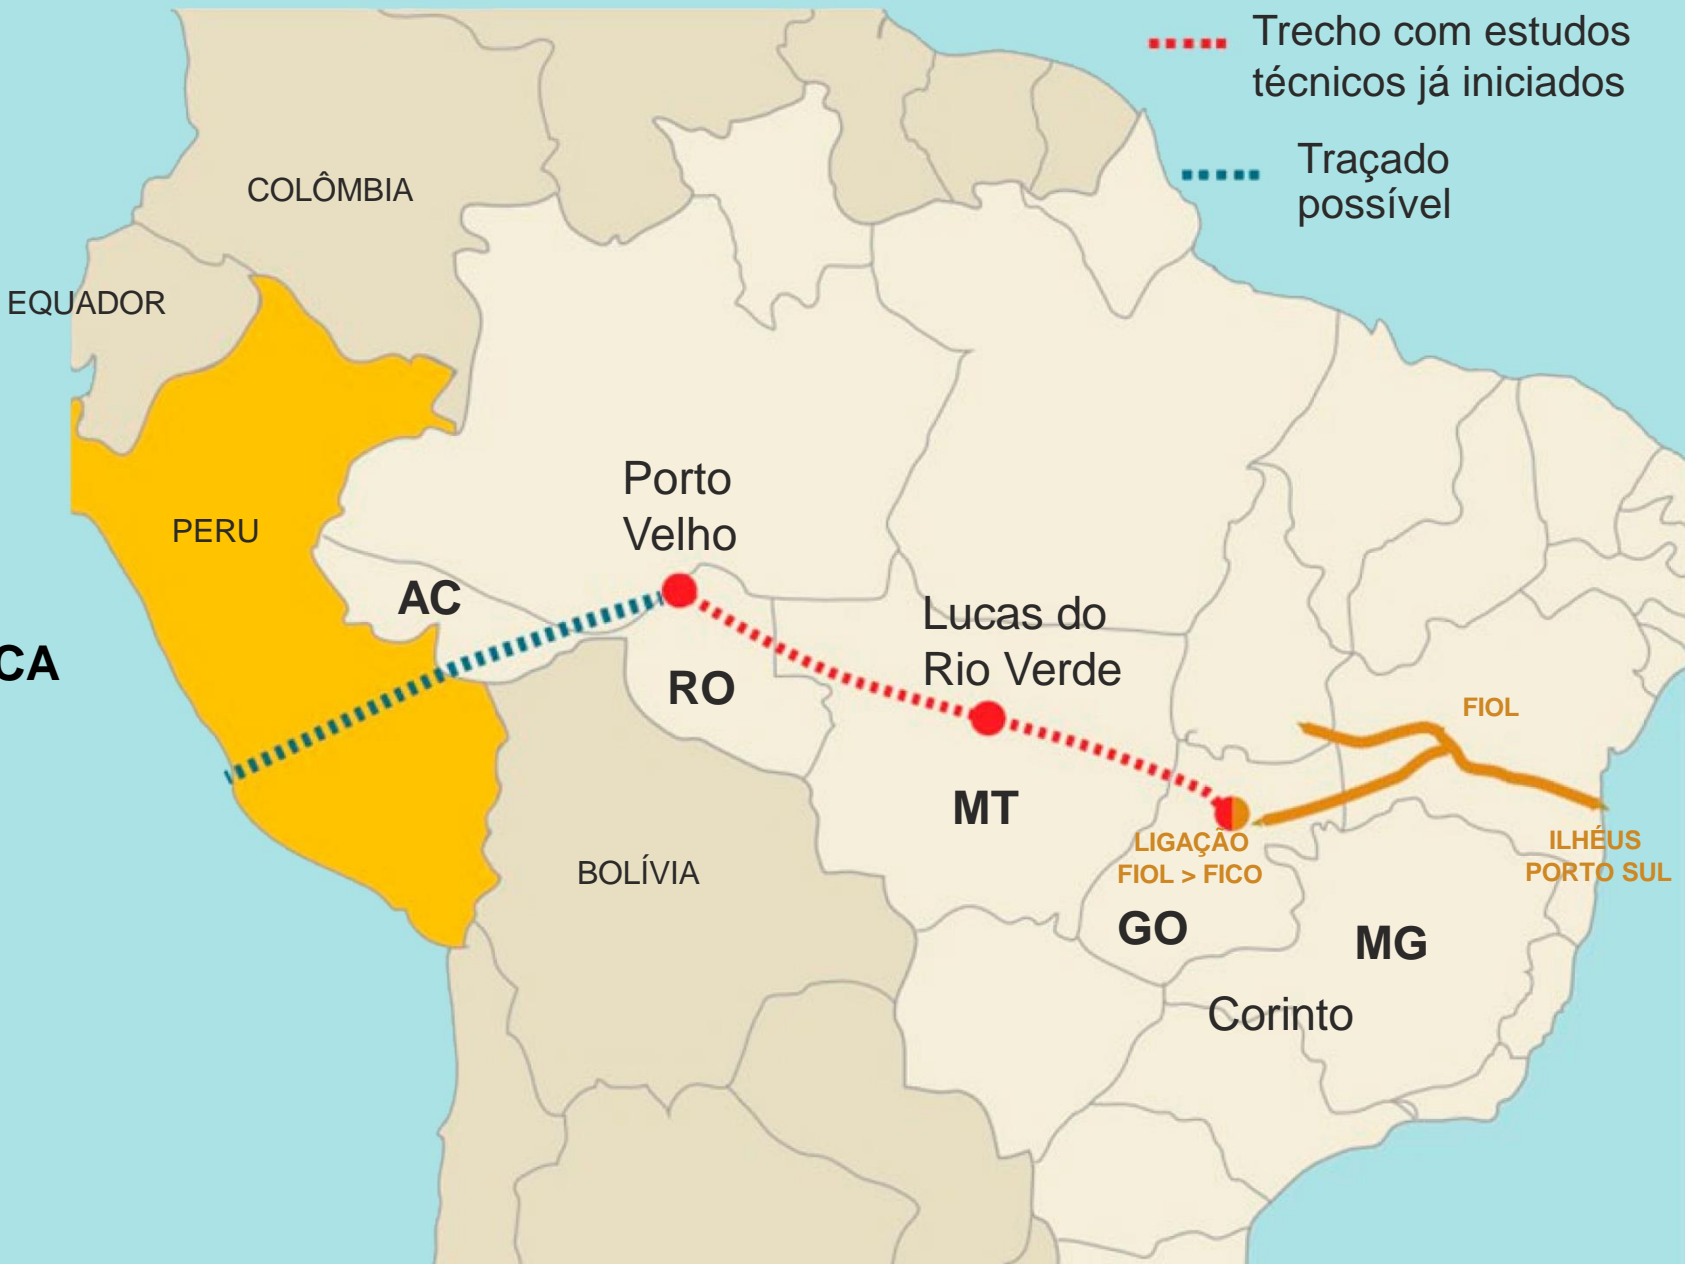 Trecho com estudos
técnicos já iniciados
Traçado
possível
COLÔMBIA
EQUADOR
PERU
Porto
Velho
AC
CA
RO
Lucas do
Rio Verde
MT
FIOL
LIGAÇÃO
FIOL > FICO
ILHÉUS
PORTO SUL
BOLÍVIA
GO
MG
Corinto